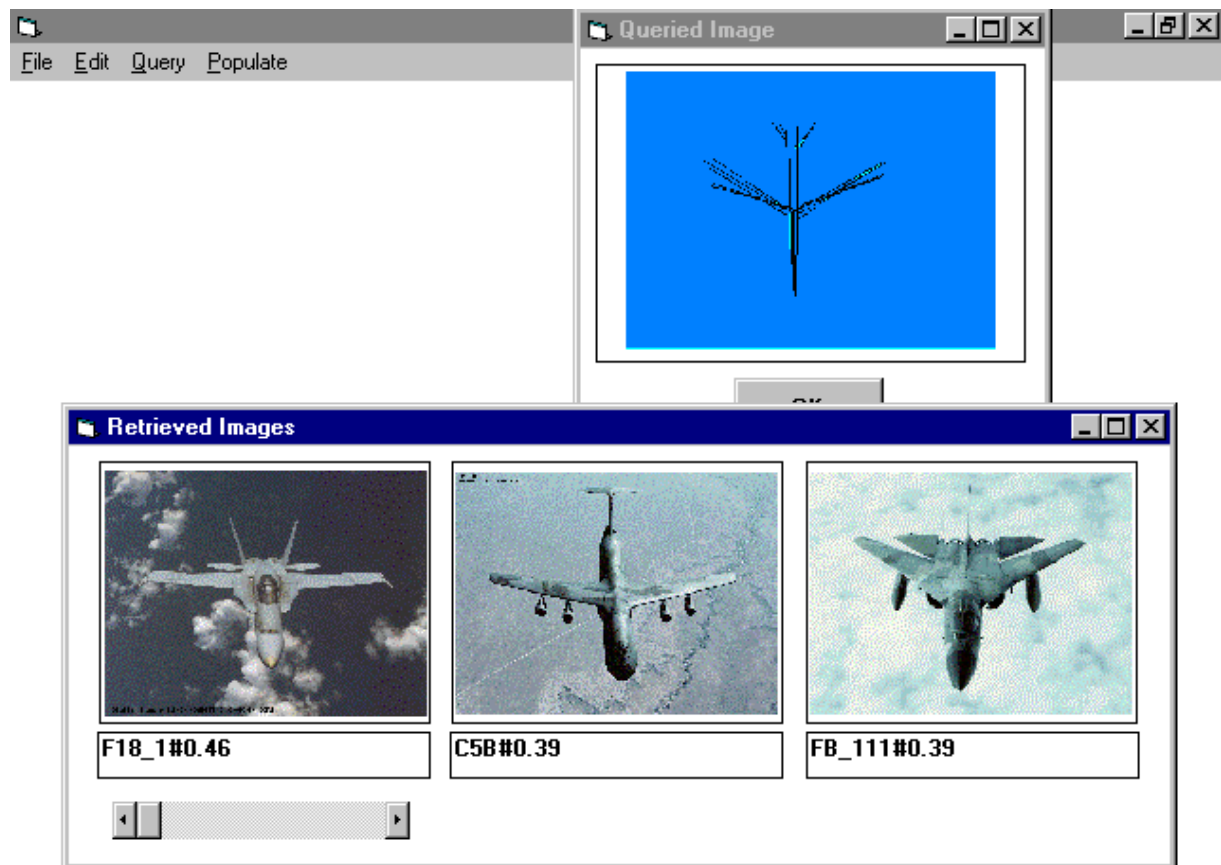 Queried Image
File Edit Query Populate
Retrieved Images
F18_1#0.46
C5B#0.39
FB_111#0.39